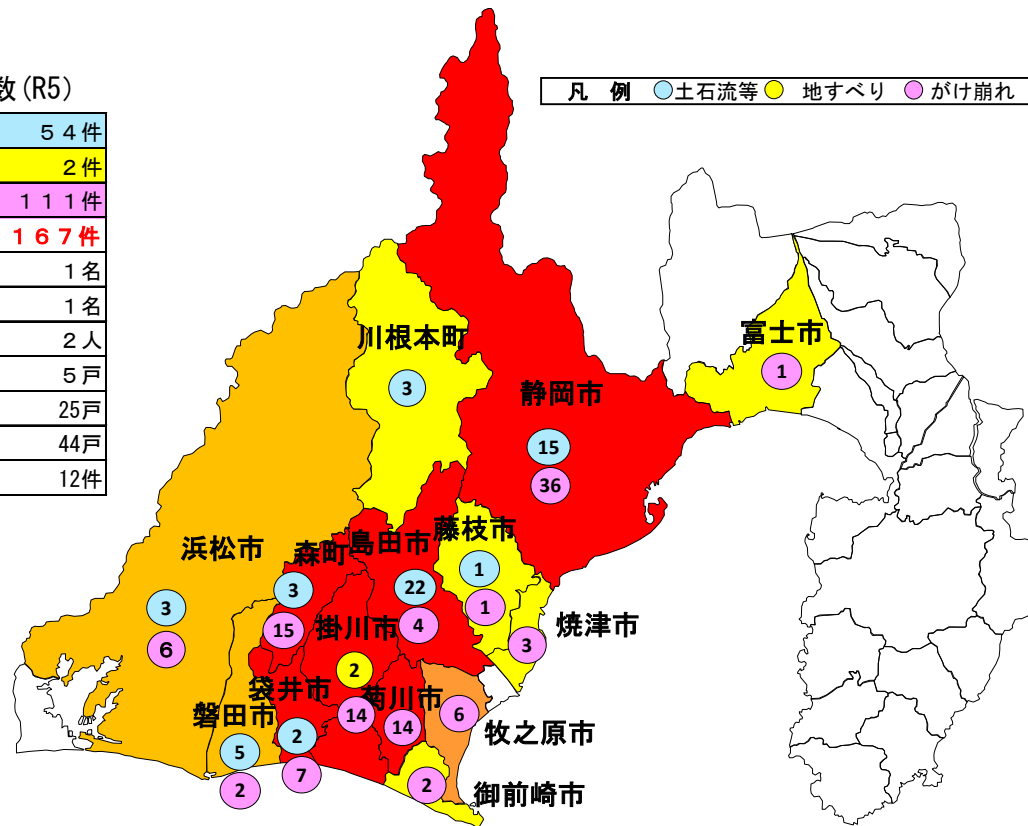 数(R5)
凡 例 土石流等 地すべり がけ崩れ
５４件
２件
１１１件
１６７件
1名
1名
2人
5戸
25戸
44戸
12件
川根本町
3
静岡市
15
36
富士市
1
浜松市
3
6
森町
3
15
島田市
22
4
藤枝市
1
1
焼津市
3
掛川市
2
14
袋井市
2
7
菊川市
14
磐田市
5
2
牧之原市
6
御前崎市
2